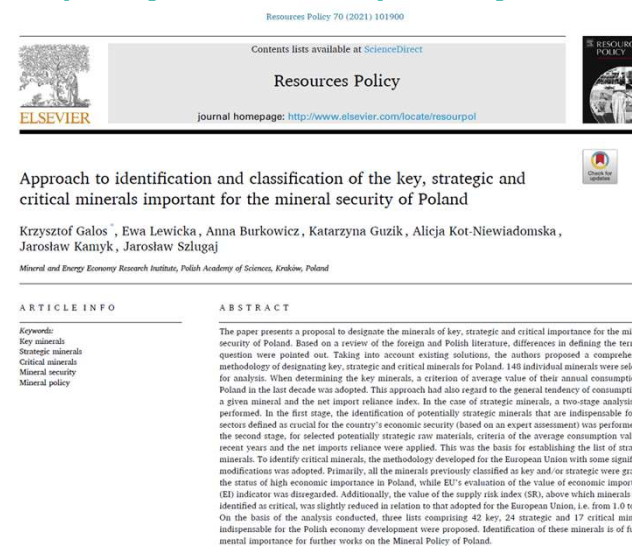 Resources Policy 70 (2021) 101900
Contents lists available at ScienceDirect
RESOURCES
POLICY
Resources Policy
ELSEVIER
journal homepage: http://www.elsevier.com/locate/resourpol
Check for
updates
Approach to identification and classification of the key, strategic and
critical minerals important for the mineral security of Poland
Krzysztof Galos *, Ewa Lewicka, Anna Burkowicz, Katarzyna Guzik, Alicja Kot-Niewiadomska,
Jarosław Kamyk, Jarosław Szlugaj
Mineral and Energy Economy Research Institute, Polish Academy of Sciences, Kraków, Poland
ARTICLE INFO
Keywords:
Key minerals
Strategic minerals
Critical minerals
Mineral security
Mineral policy
ABSTRACT
The paper presents a proposal to designate the minerals of key, strategic and critical importance for the mi
security of Poland. Based on a review of the foreign and Polish literature, differences in defining the ter
question were pointed out. Taking into account existing solutions, the authors proposed a comprehe
methodology of designating key, strategic and critical minerals for Poland. 148 individual minerals were sele
for analysis. When determining the key minerals, a criterion of average value of their annual consumpti
Poland in the last decade was adopted. This approach had also regard to the general tendency of consumpti
a given mineral and the net import reliance index. In the case of strategic minerals, a two-stage analysis
performed. In the first stage, the identification of potentially strategic minerals that are indispensable fo
sectors defined as crucial for the country's economic security (based on an expert assessment) was performe
the second stage, for selected potentially strategic raw materials, criteria of the average consumption val
recent years and the net imports reliance were applied. This was the basis for establishing the list of stra
minerals. To identify critical minerals, the methodology developed for the European Union with some signifi
modifications was adopted. Primarily, all the minerals previously classified as key and/or strategic were gra
the status of high economic importance in Poland, while EU's evaluation of the value of economic impor
(EI) indicator was disregarded. Additionally, the value of the supply risk index (SR), above which minerals
identified as critical, was slightly reduced in relation to that adopted for the European Union, i.e. from 1.0 to
On the basis of the analysis conducted, three lists comprising 42 key, 24 strategic and 17 critical min
indispensable for the Polish economy development were proposed. Identification of these minerals is of fu
mental importance for further works on the Mineral Policy of Poland.